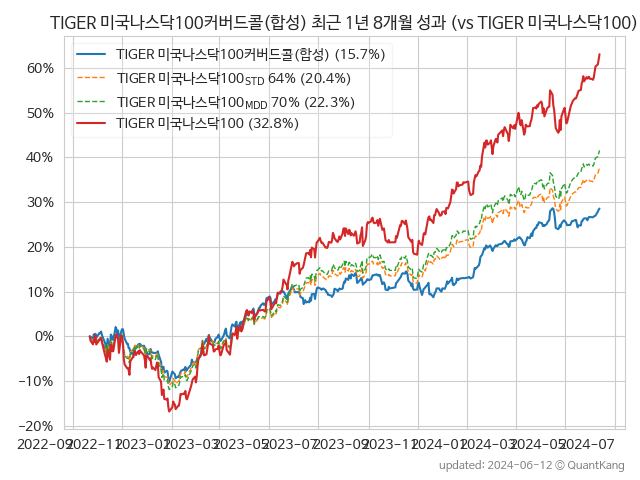 TIGER 미국나스닥100커버드콜(합성) 최근 1년 8개월 성과 (vs TIGER 미국나스닥100)
TIGER 미국나스닥100커버드콜(합성) (15.7%)
TIGER 미국나스닥100STD 64% (20.4%)
TIGER 미국나스닥100MDD 70% (22.3%)
TIGER 미국나스닥100 (32.8%)
60%
50%
40%
30%
20%
10%
0%
−10%
−20%
2022-09 2022-11 2023-01 2023-03 2023-05 2023-07 2023-09 2023-11 2024-01 2024-03 2024-05 2024-07
updated: 2024-06-12 © QuantKang